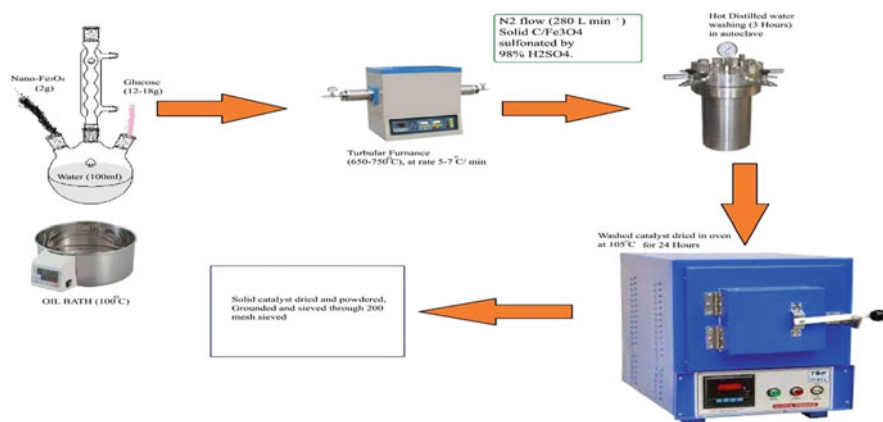 Nano-Fe₃O₄
(2g)
Glucose
(12-18g)
Water (100ml)
OIL BATH (100°C)
Turbular Furnance
(650-750°C), at rate 5-7°C/ min
N2 flow (280 L min⁻¹)
Solid C/Fe3O4
sulfonated by
98% H2SO4.
Hot Distilled water
washing (3 Hours) in
autoclave
Washed catalyst dried in oven
at 105°C for 24 Hours
Solid catalyst dried and powdered,
Grounded and sieved through 200
mesh sieved